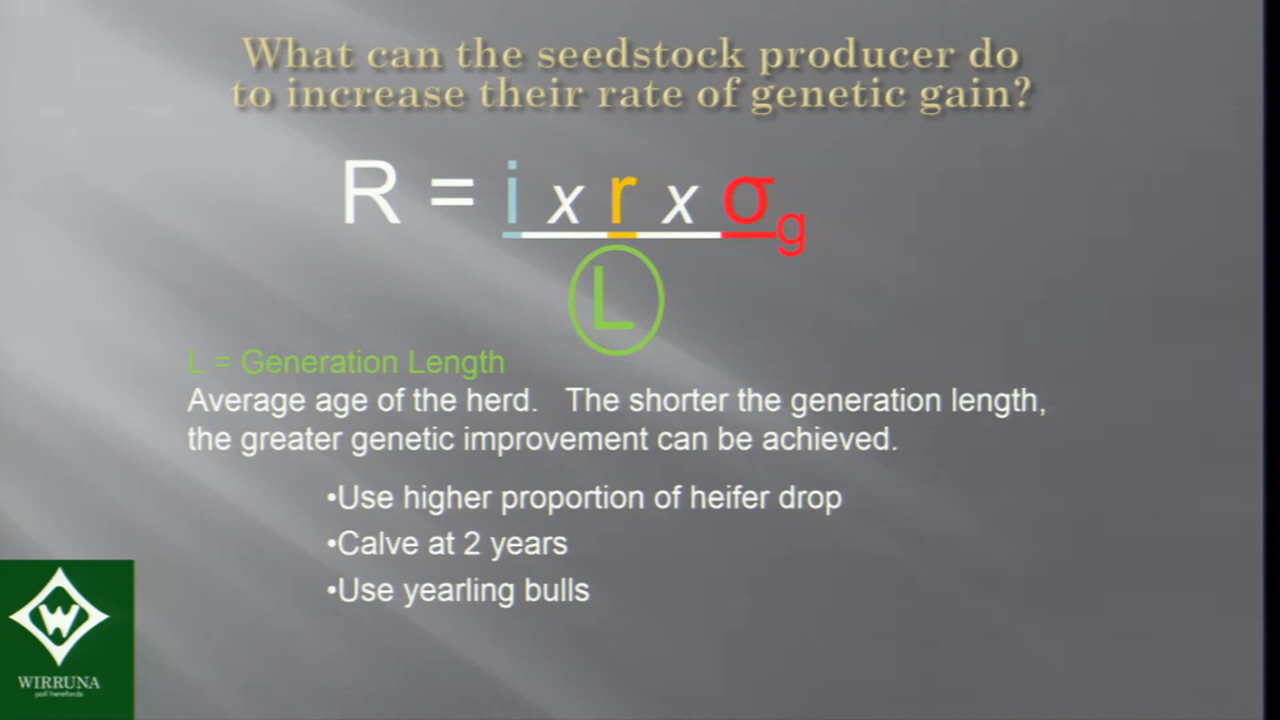 What can the seedstock producer do
to increase their rate of genetic gain?
R = i x r x σg
L
L = Generation Length
Average age of the herd. The shorter the generation length,
the greater genetic improvement can be achieved.
•Use higher proportion of heifer drop
•Calve at 2 years
•Use yearling bulls
W
WIRRUNA
poll herefords